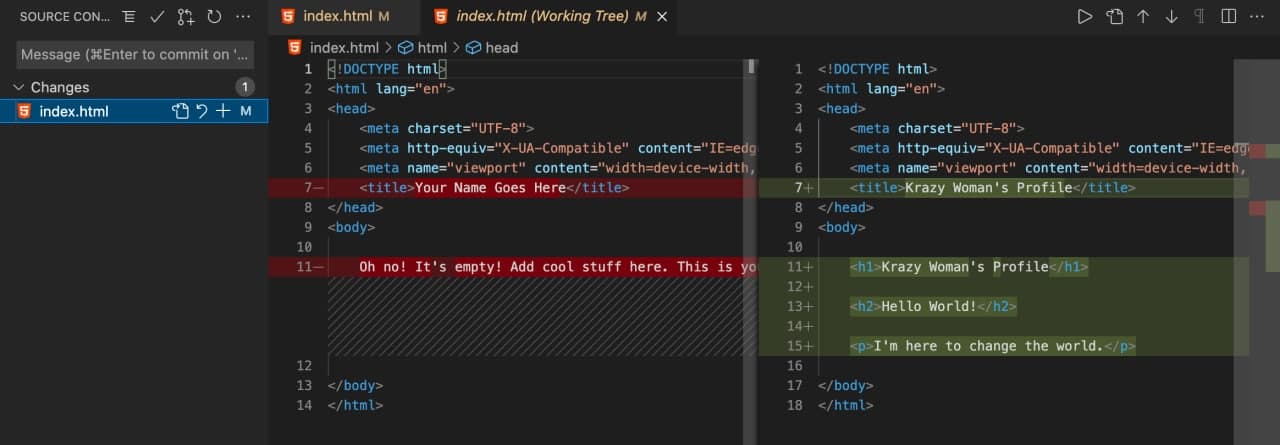 SOURCE CON...
Message (⌘Enter to commit on '...
Changes 1
index.html M
index.html M
index.html (Working Tree) M
index.html > html > head
1 <!DOCTYPE html>
2 <html lang="en">
3 <head>
4 <meta charset="UTF-8">
5 <meta http-equiv="X-UA-Compatible" content="IE=edg
6 <meta name="viewport" content="width=device-width,
7— <title>Your Name Goes Here</title>
8 </head>
9 <body>
10
11— Oh no! It's empty! Add cool stuff here. This is yo
12
13 </body>
14 </html>
1 <!DOCTYPE html>
2 <html lang="en">
3 <head>
4 <meta charset="UTF-8">
5 <meta http-equiv="X-UA-Compatible" content="IE=edg
6 <meta name="viewport" content="width=device-width,
7+ <title>Krazy Woman's Profile</title>
8 </head>
9 <body>
10
11+ <h1>Krazy Woman's Profile</h1>
12+
13+ <h2>Hello World!</h2>
14+
15+ <p>I'm here to change the world.</p>
16
17 </body>
18 </html>